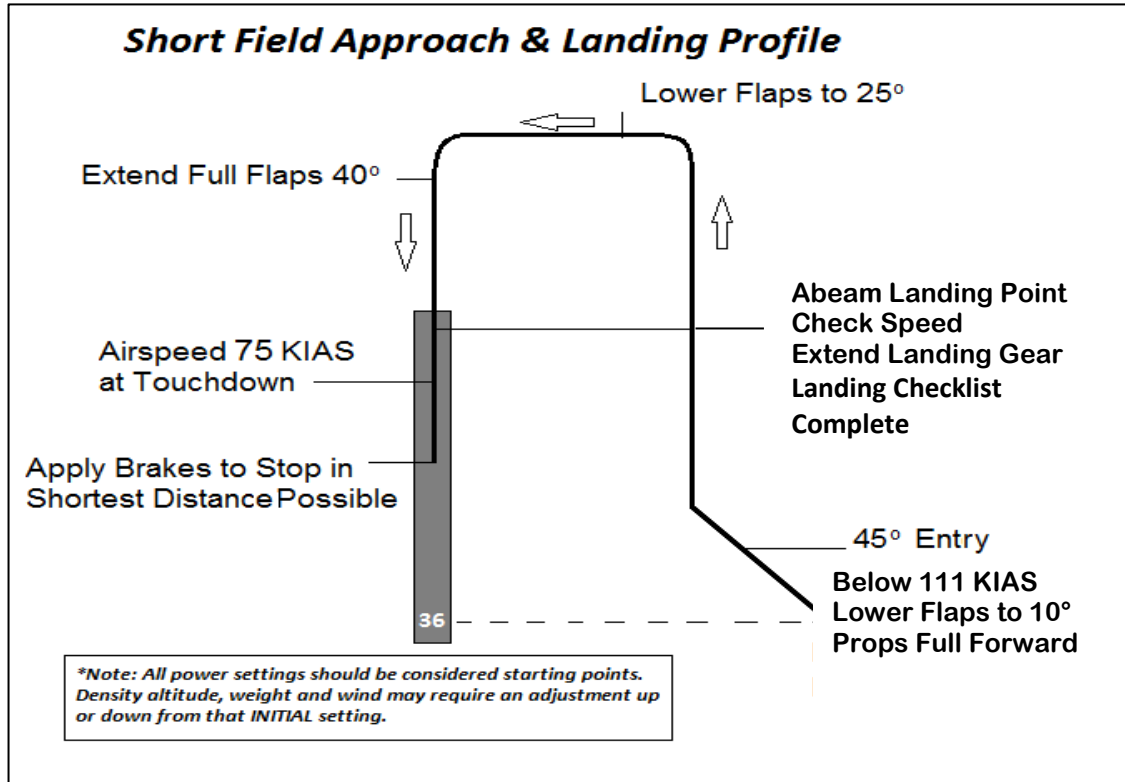 Short Field Approach & Landing Profile
Lower Flaps to 25°
Extend Full Flaps 40°
Abeam Landing Point
Check Speed
Extend Landing Gear
Landing Checklist
Complete
Airspeed 75 KIAS
at Touchdown
Apply Brakes to Stop in
Shortest Distance Possible
45° Entry
Below 111 KIAS
Lower Flaps to 10°
Props Full Forward
36
*Note: All power settings should be considered starting points.
Density altitude, weight and wind may require an adjustment up
or down from that INITIAL setting.